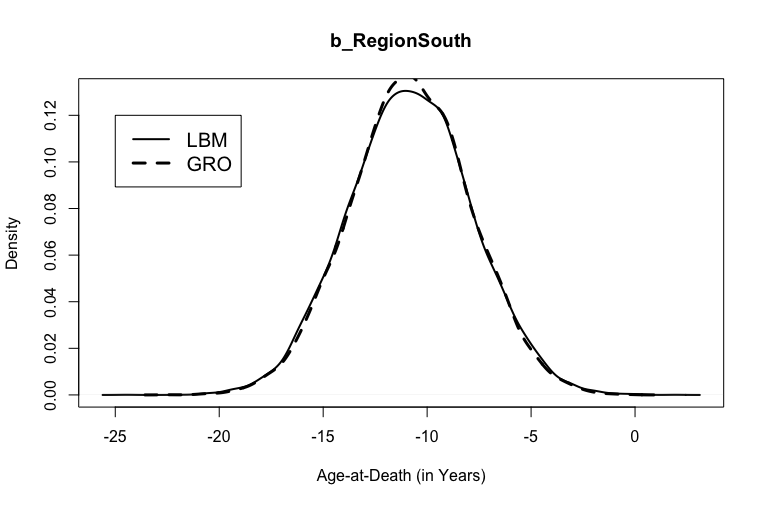 b_RegionSouth
LBM
GRO
Density
0.12
0.10
0.08
0.06
0.04
0.02
0.00
-25 -20 -15 -10 -5 0
Age-at-Death (in Years)